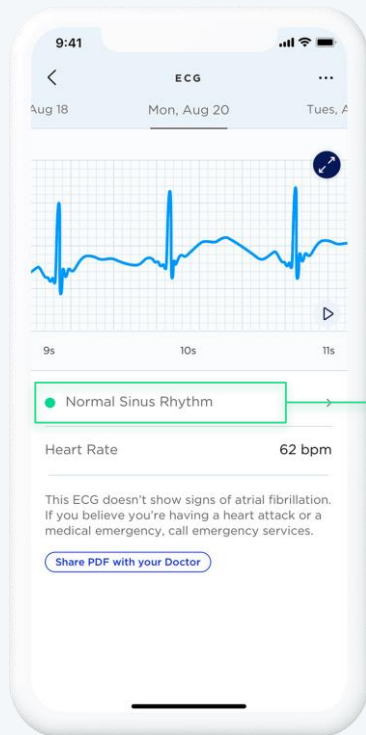 9:41
ECG
...
Aug 18 Mon, Aug 20 Tues, A
9s 10s 11s
Normal Sinus Rhythm
Heart Rate 62 bpm
This ECG doesn't show signs of atrial fibrillation.
If you believe you're having a heart attack or a
medical emergency, call emergency services.
Share PDF with your Doctor